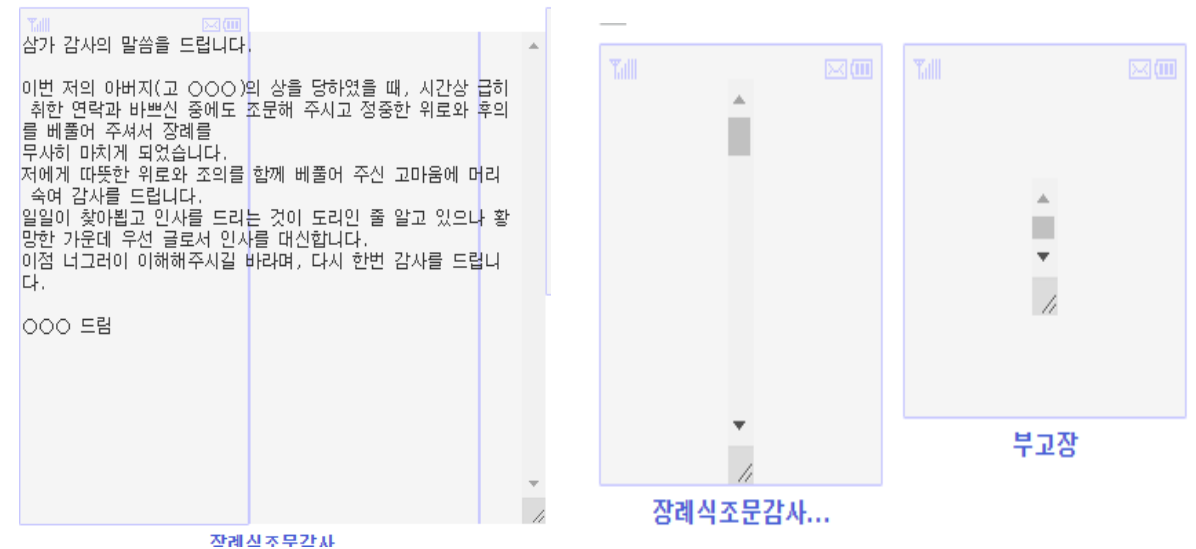 삼가 감사의 말씀을 드립니다.
이번 저의 아버지(고 ○○○)의 상을 당하였을 때, 시간상 급히
취한 연락과 바쁘신 중에도 조문해 주시고 정중한 위로와 후의
를 베풀어 주셔서 장례를
무사히 마치게 되었습니다.
저에게 따뜻한 위로와 조의를 함께 베풀어 주신 고마움에 머리
숙여 감사를 드립니다.
일일이 찾아뵙고 인사를 드리는 것이 도리인 줄 알고 있으나 황
망한 가운데 우선 글로서 인사를 대신합니다.
이점 너그러이 이해해주시길 바라며, 다시 한번 감사를 드립니
다.
○○○ 드림
장례식조문감사
장례식조문감사...
부고장